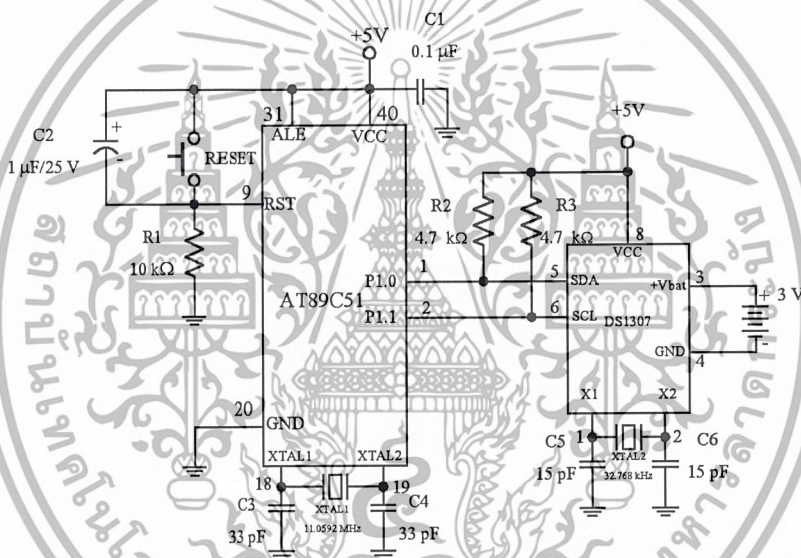 C1
+5V
0.1 µF
31
40
ALE
VCC
C2
+
-
1 µF/25 V
RESET
9
RST
R1
10 kΩ
AT89C51
P1.0
1
P1.1
2
20
GND
XTAL1
XTAL2
18
19
C3
C4
XTAL1
11.0592 MHz
33 pF
33 pF
+5V
R2
R3
4.7 kΩ
4.7 kΩ
8
VCC
5
SDA
+Vbat
3
+ 3 V
-
6
SCL
DS1307
GND
4
X1
X2
C5
1
2
C6
XTAL2
32.768 kHz
15 pF
15 pF